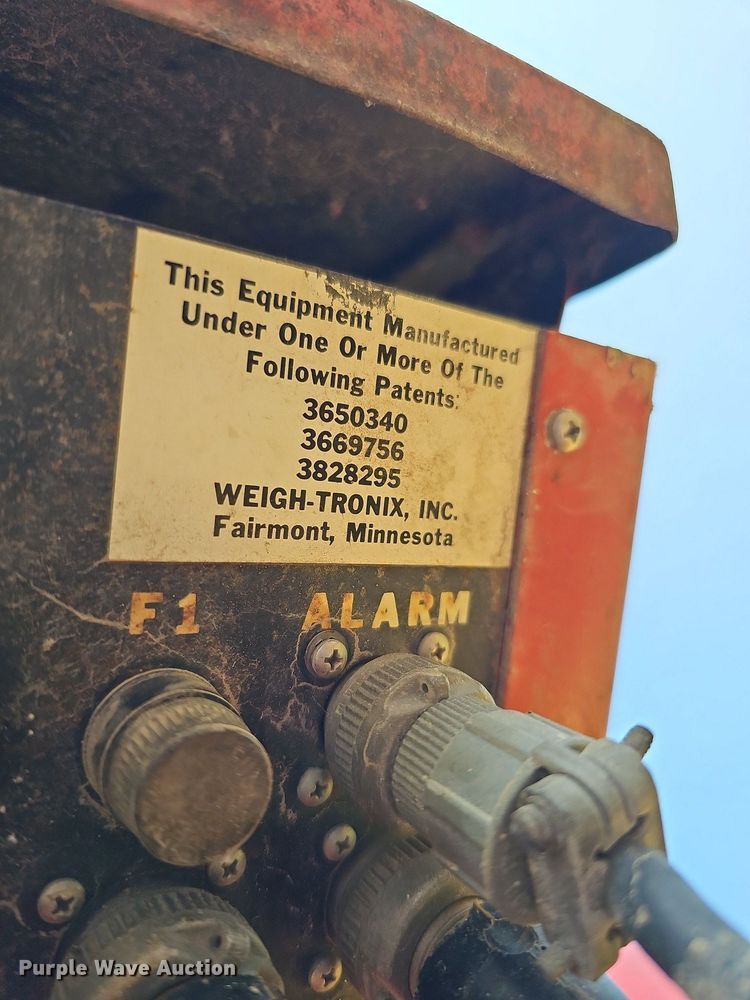 This Equipment Manufactured
Under One Or More Of The
Following Patents:
3650340
3669756
3828295
WEIGH-TRONIX, INC.
Fairmont, Minnesota
F1 ALARM
Purple Wave Auction